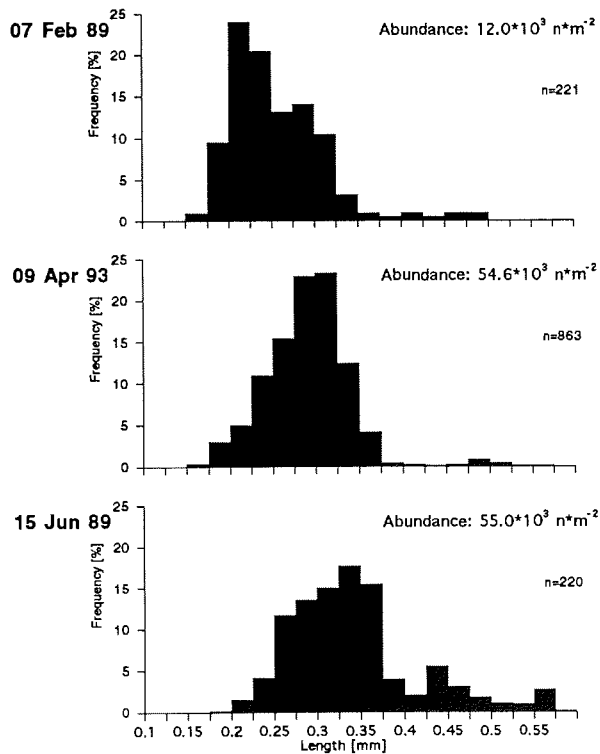 07 Feb 89
Abundance: 12.0*10³ n*m⁻²
n=221
Frequency [%]
25
20
15
10
5
0
09 Apr 93
Abundance: 54.6*10³ n*m⁻²
n=863
Frequency [%]
25
20
15
10
5
0
15 Jun 89
Abundance: 55.0*10³ n*m⁻²
n=220
Frequency [%]
25
20
15
10
5
0
0.1 0.2 0.25 0.3 0.35 0.4 0.45 0.5 0.55
Length [mm]